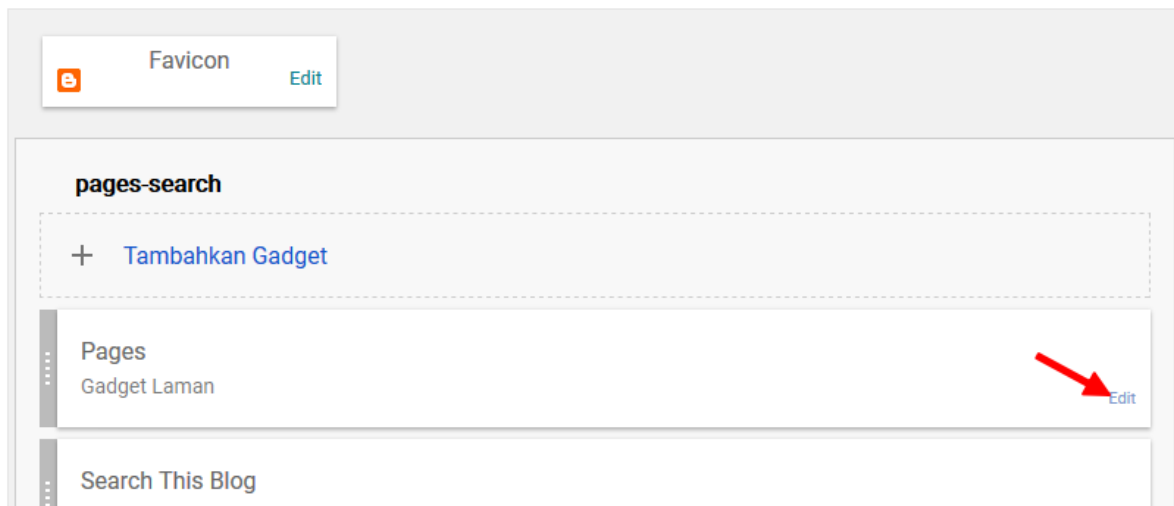 Favicon
Edit
pages-search
Tambahkan Gadget
Pages
Gadget Laman
Edit
Search This Blog